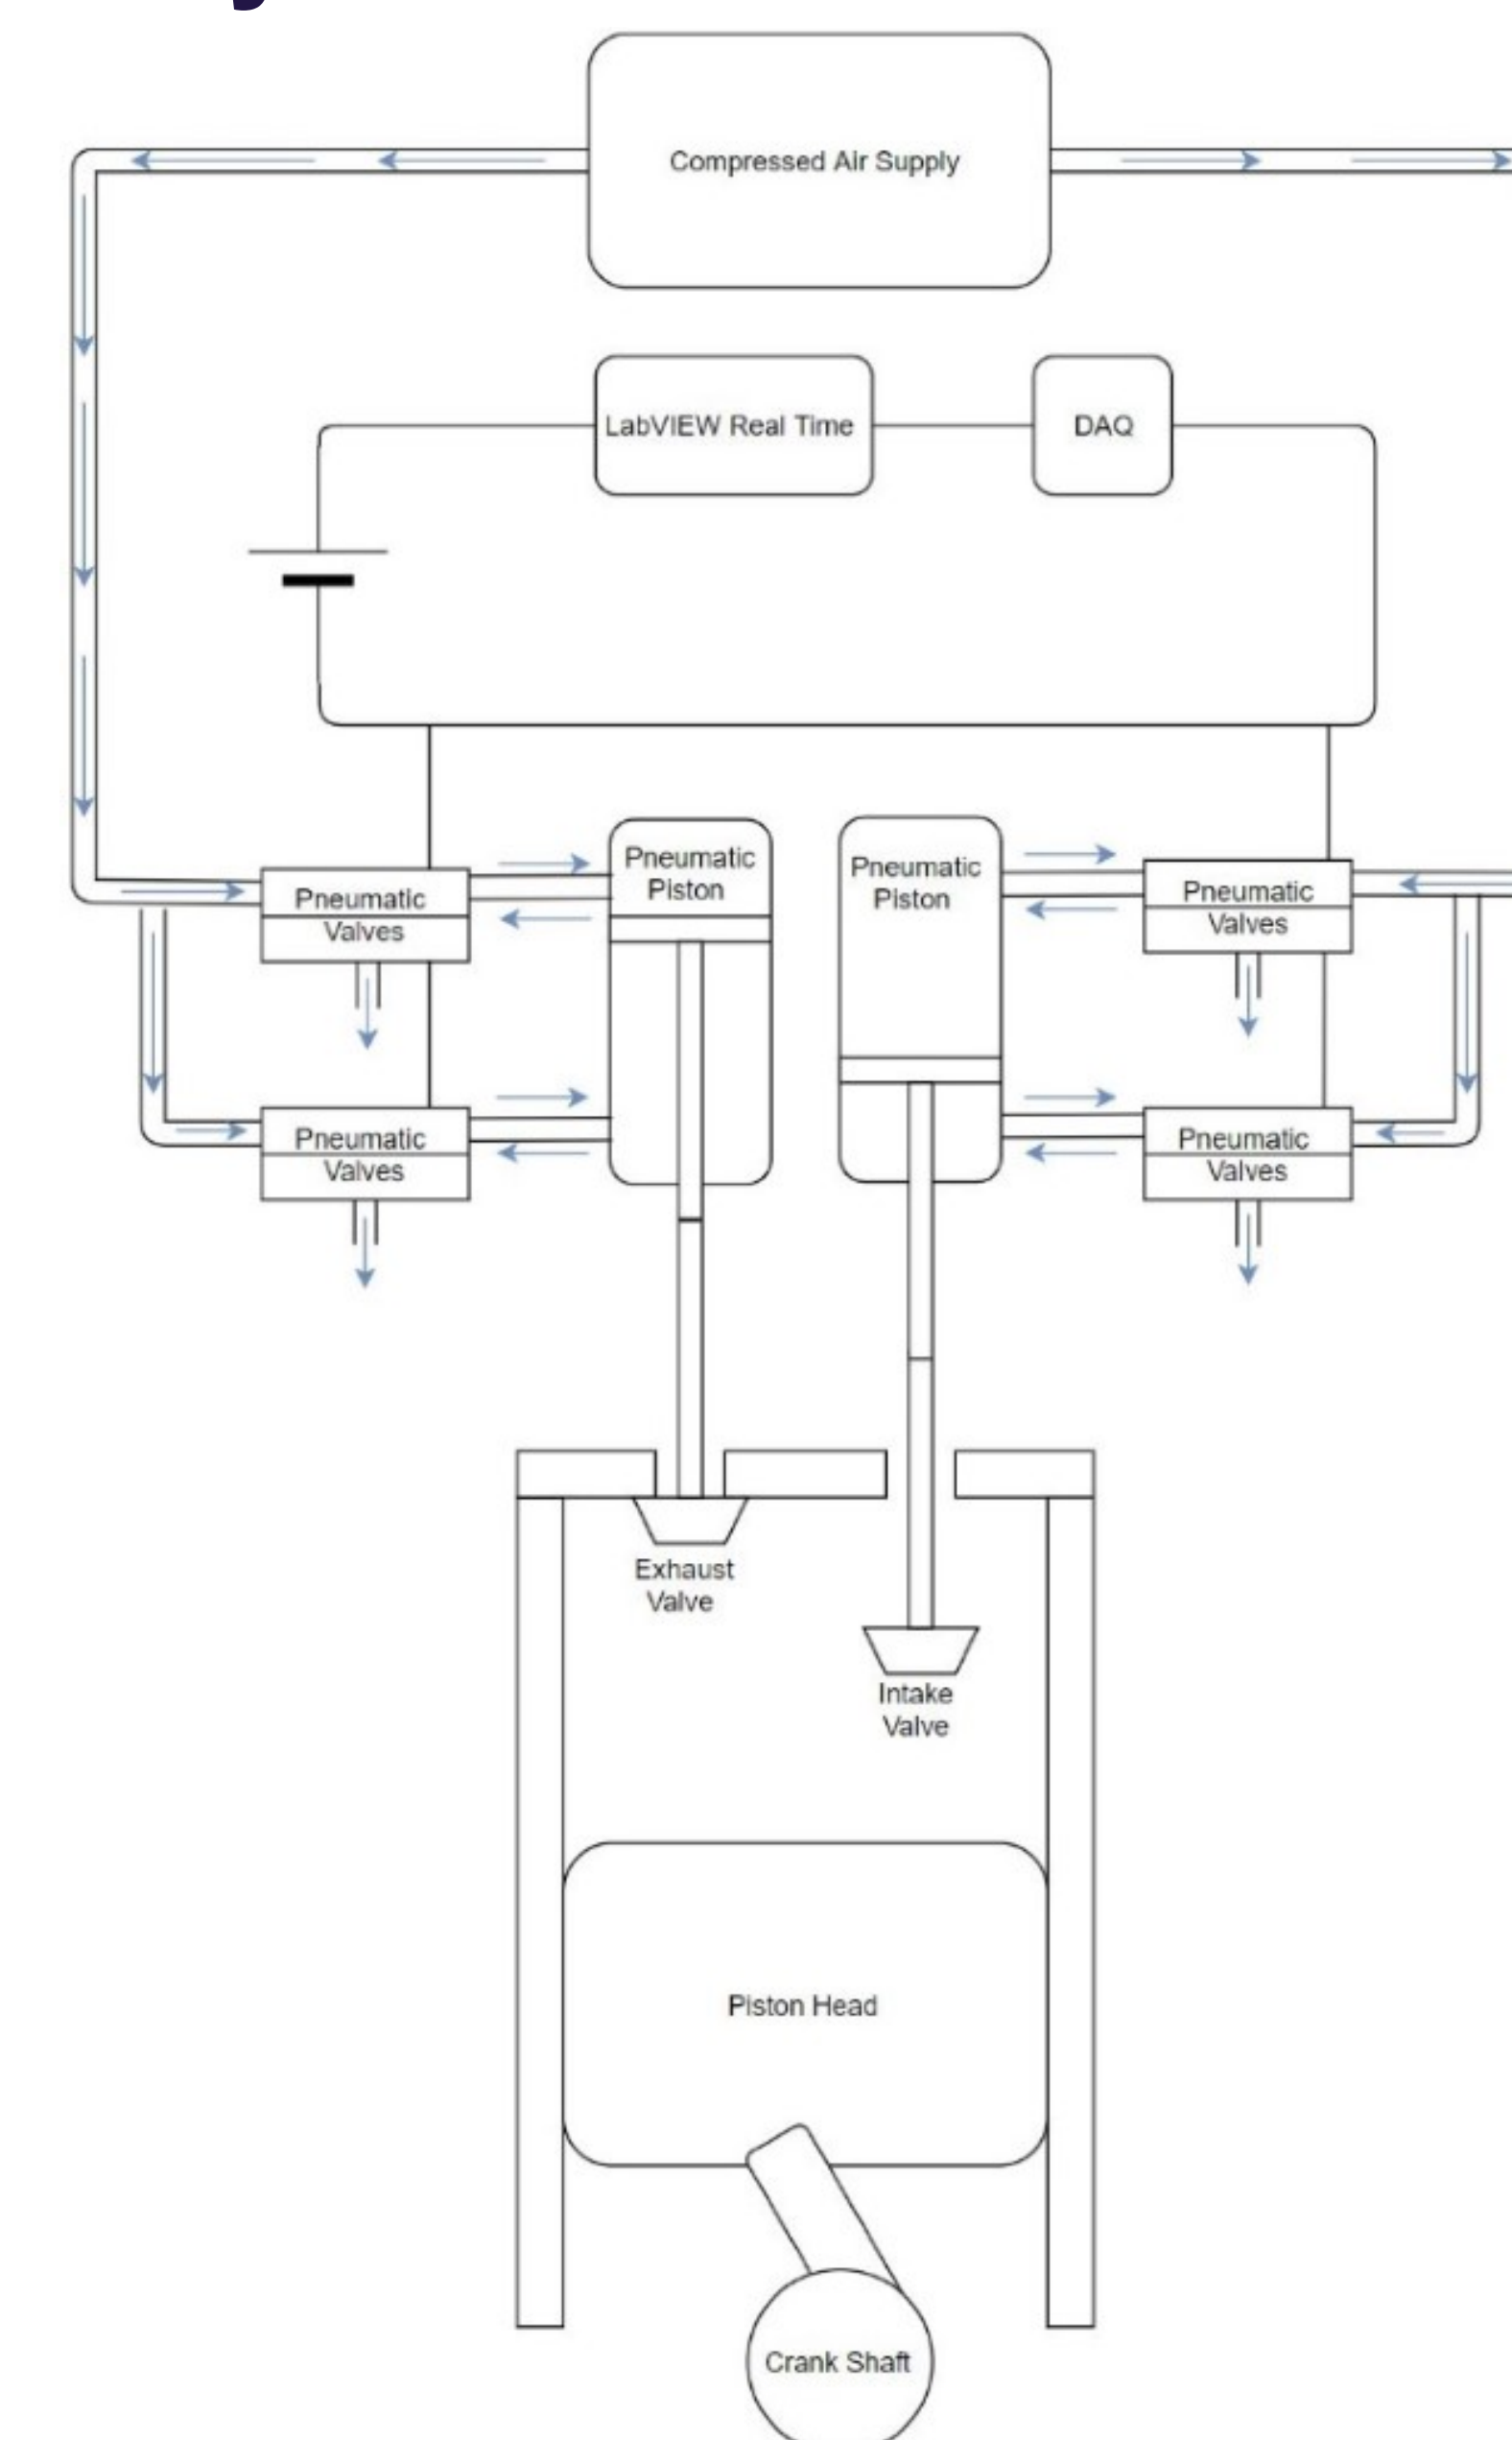 Compressed Air Supply
LabVIEW Real Time
DAQ
Pneumatic
Piston
Pneumatic
Piston
Pneumatic
Valves
Pneumatic
Valves
Pneumatic
Valves
Pneumatic
Valves
Exhaust
Valve
Intake
Valve
Piston Head
Crank Shaft